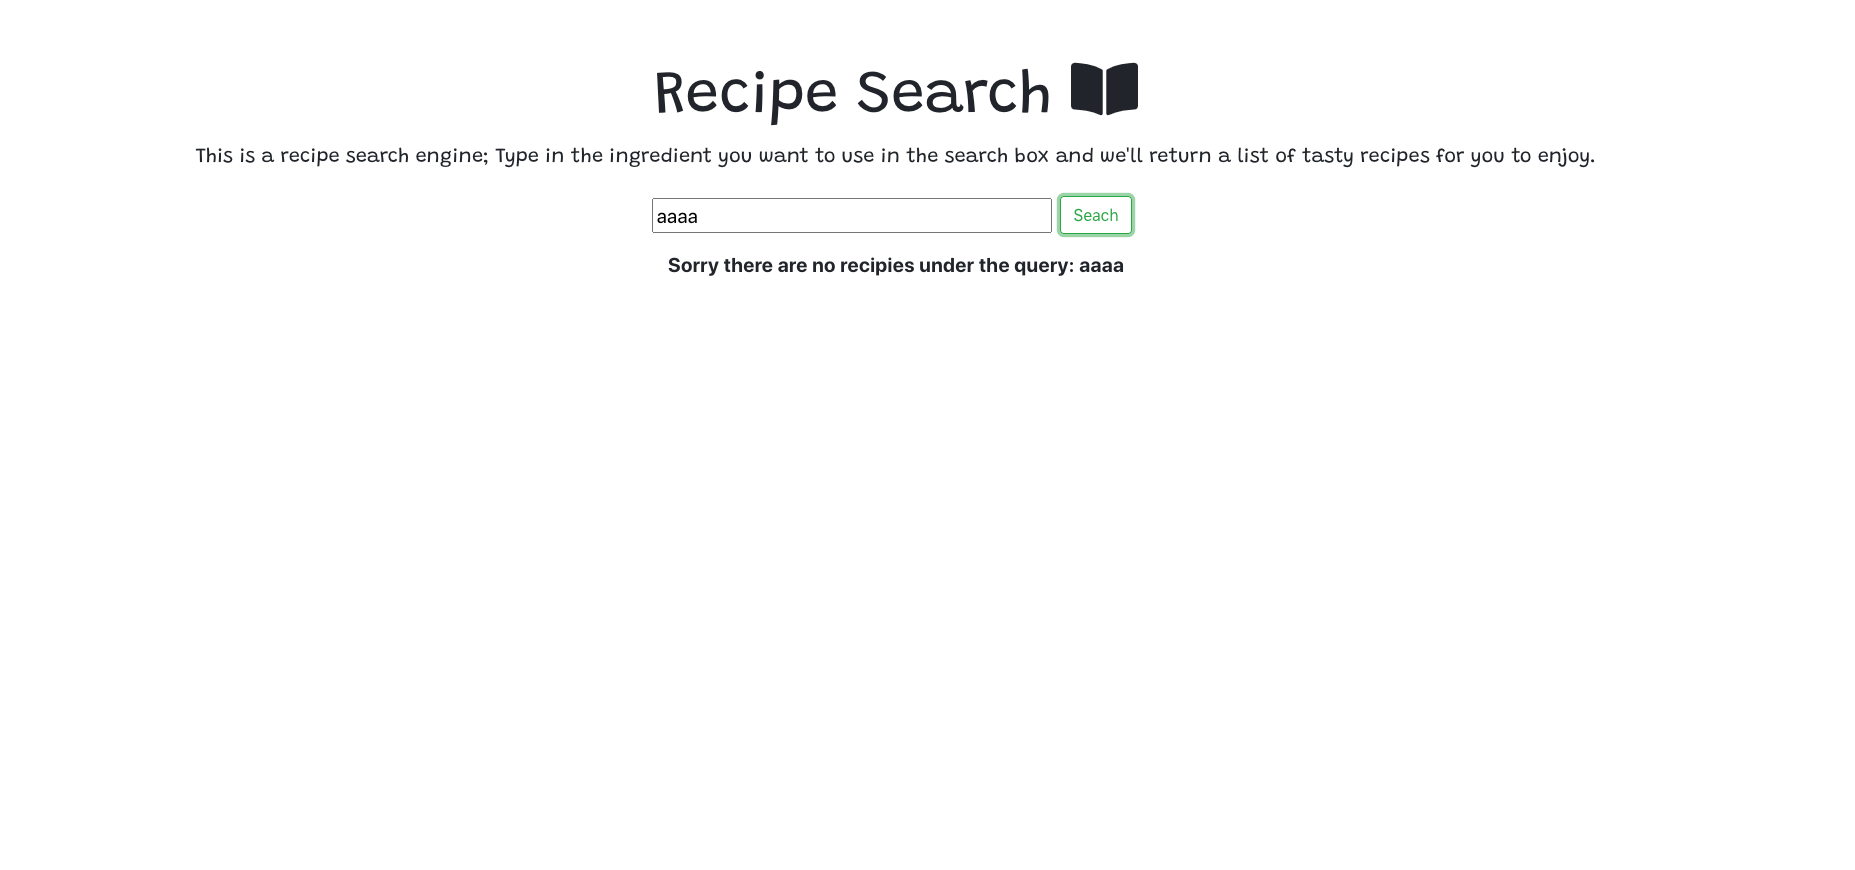 Recipe Search
This is a recipe search engine; Type in the ingredient you want to use in the search box and we'll return a list of tasty recipes for you to enjoy.
aaaa Seach
Sorry there are no recipies under the query: aaaa